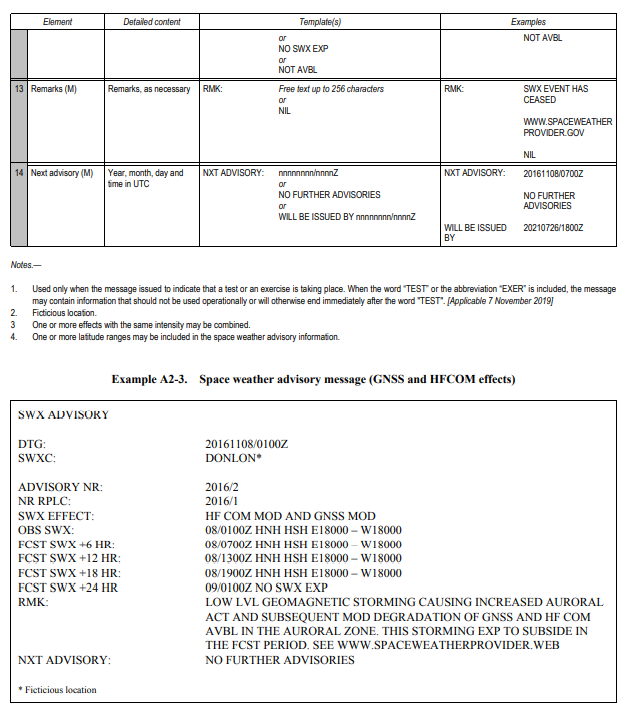 Element Detailed content Template(s) Examples
or NOT AVBL
NO SWX EXP
or
NOT AVBL
13 Remarks (M) Remarks, as necessary RMK: Free text up to 256 characters RMK: SWX EVENT HAS
or CEASED
NIL
WWW.SPACEWEATHER
PROVIDER.GOV
NIL
14 Next advisory (M) Year, month, day and NXT ADVISORY: nnnnnnnn/nnnnZ NXT ADVISORY: 20161108/0700Z
time in UTC or
NO FURTHER ADVISORIES NO FURTHER
or ADVISORIES
WILL BE ISSUED BY nnnnnnnn/nnnnZ
WILL BE ISSUED 20210726/1800Z
BY
Notes.—
1. Used only when the message issued to indicate that a test or an exercise is taking place. When the word “TEST” or the abbreviation “EXER” is included, the message
may contain information that should not be used operationally or will otherwise end immediately after the word "TEST". [Applicable 7 November 2019]
2. Ficticious location.
3 One or more effects with the same intensity may be combined.
4. One or more latitude ranges may be included in the space weather advisory information.
Example A2-3. Space weather advisory message (GNSS and HFCOM effects)
SWX ADVISORY
DTG: 20161108/0100Z
SWXC: DONLON*
ADVISORY NR: 2016/2
NR RPLC: 2016/1
SWX EFFECT: HF COM MOD AND GNSS MOD
OBS SWX: 08/0100Z HNH HSH E18000 – W18000
FCST SWX +6 HR: 08/0700Z HNH HSH E18000 – W18000
FCST SWX +12 HR: 08/1300Z HNH HSH E18000 – W18000
FCST SWX +18 HR: 08/1900Z HNH HSH E18000 – W18000
FCST SWX +24 HR 09/0100Z NO SWX EXP
RMK: LOW LVL GEOMAGNETIC STORMING CAUSING INCREASED AURORAL
ACT AND SUBSEQUENT MOD DEGRADATION OF GNSS AND HF COM
AVBL IN THE AURORAL ZONE. THIS STORMING EXP TO SUBSIDE IN
THE FCST PERIOD. SEE WWW.SPACEWEATHERPROVIDER.WEB
NXT ADVISORY: NO FURTHER ADVISORIES
* Ficticious location